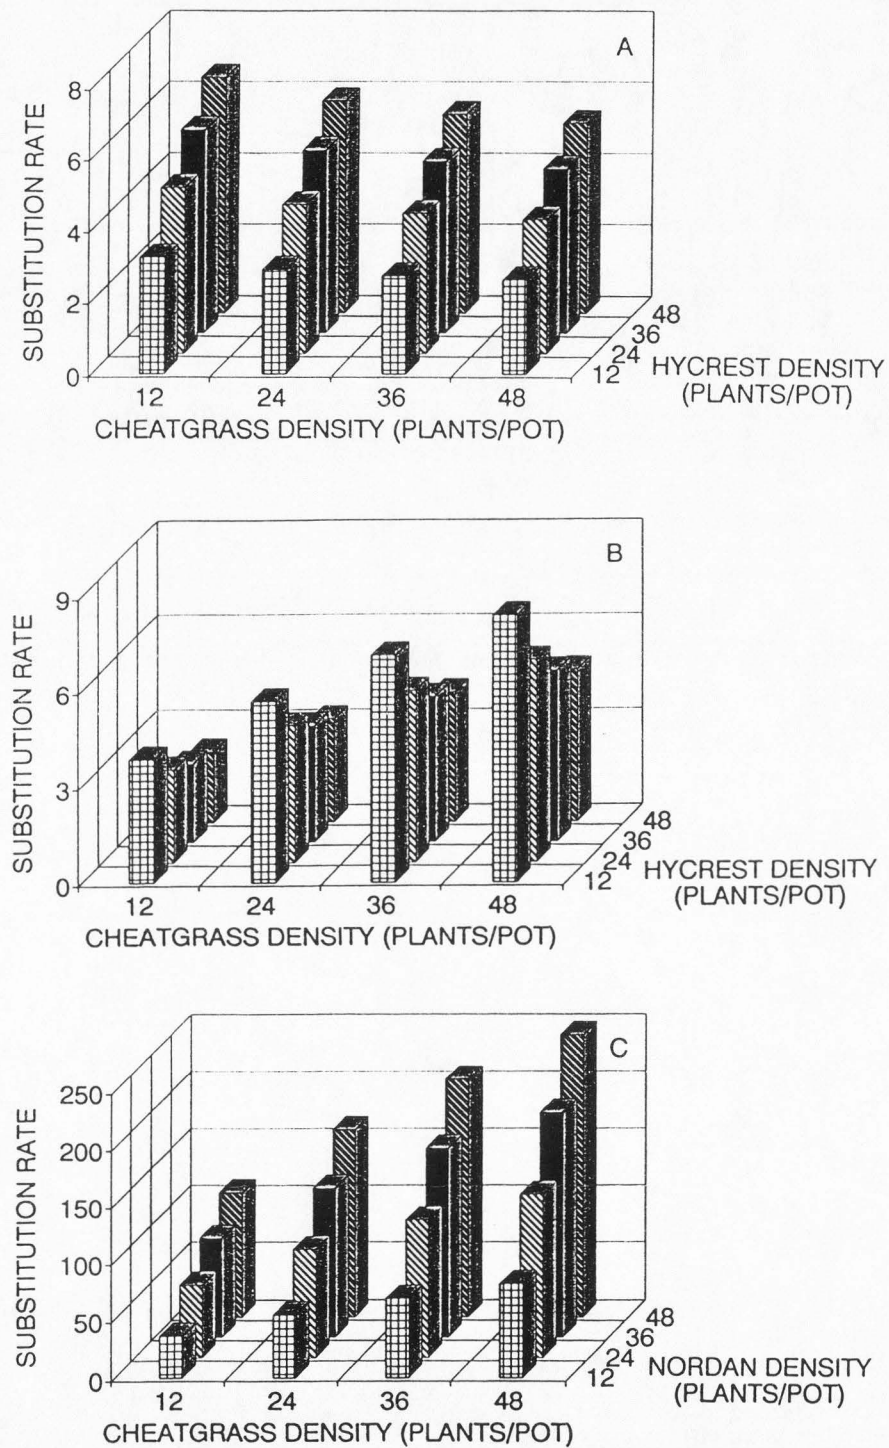 A
SUBSTITUTION RATE
8
6
4
2
0
12 24 36 48
CHEATGRASS DENSITY (PLANTS/POT)
48
36
24
12
HYCREST DENSITY
(PLANTS/POT)
B
SUBSTITUTION RATE
9
6
3
0
12 24 36 48
CHEATGRASS DENSITY (PLANTS/POT)
48
36
24
12
HYCREST DENSITY
(PLANTS/POT)
C
SUBSTITUTION RATE
250
200
150
100
50
0
12 24 36 48
CHEATGRASS DENSITY (PLANTS/POT)
48
36
24
12
NORDAN DENSITY
(PLANTS/POT)